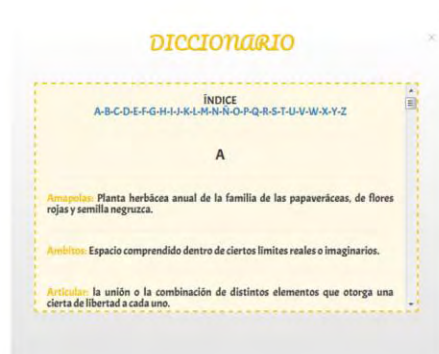 DICCIONARIO
ÍNDICE
A-B-C-D-E-F-G-H-I-J-K-L-M-N-Ñ-O-P-Q-R-S-T-U-V-W-X-Y-Z
A
Amapolas: Planta herbácea anual de la familia de las papaveráceas, de flores
rojas y semilla negruzca.
Ambitos: Espacio comprendido dentro de ciertos límites reales o imaginarios.
Articular: la unión o la combinación de distintos elementos que otorga una
cierta de libertad a cada uno.